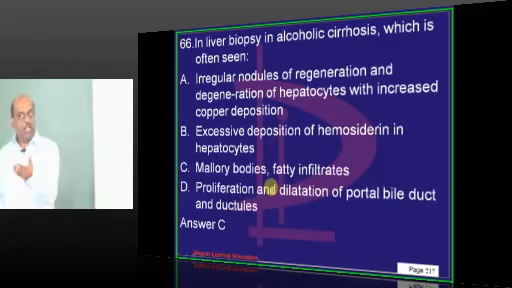 66.In liver biopsy in alcoholic cirrhosis, which is
often seen:
A. Irregular nodules of regeneration and
degene-ration of hepatocytes with increased
copper deposition
B. Excessive deposition of hemosiderin in
hepatocytes
C. Mallory bodies, fatty infiltrates
D. Proliferation and dilatation of portal bile duct
and ductules
Answer C
Learning Innovations
Page 217